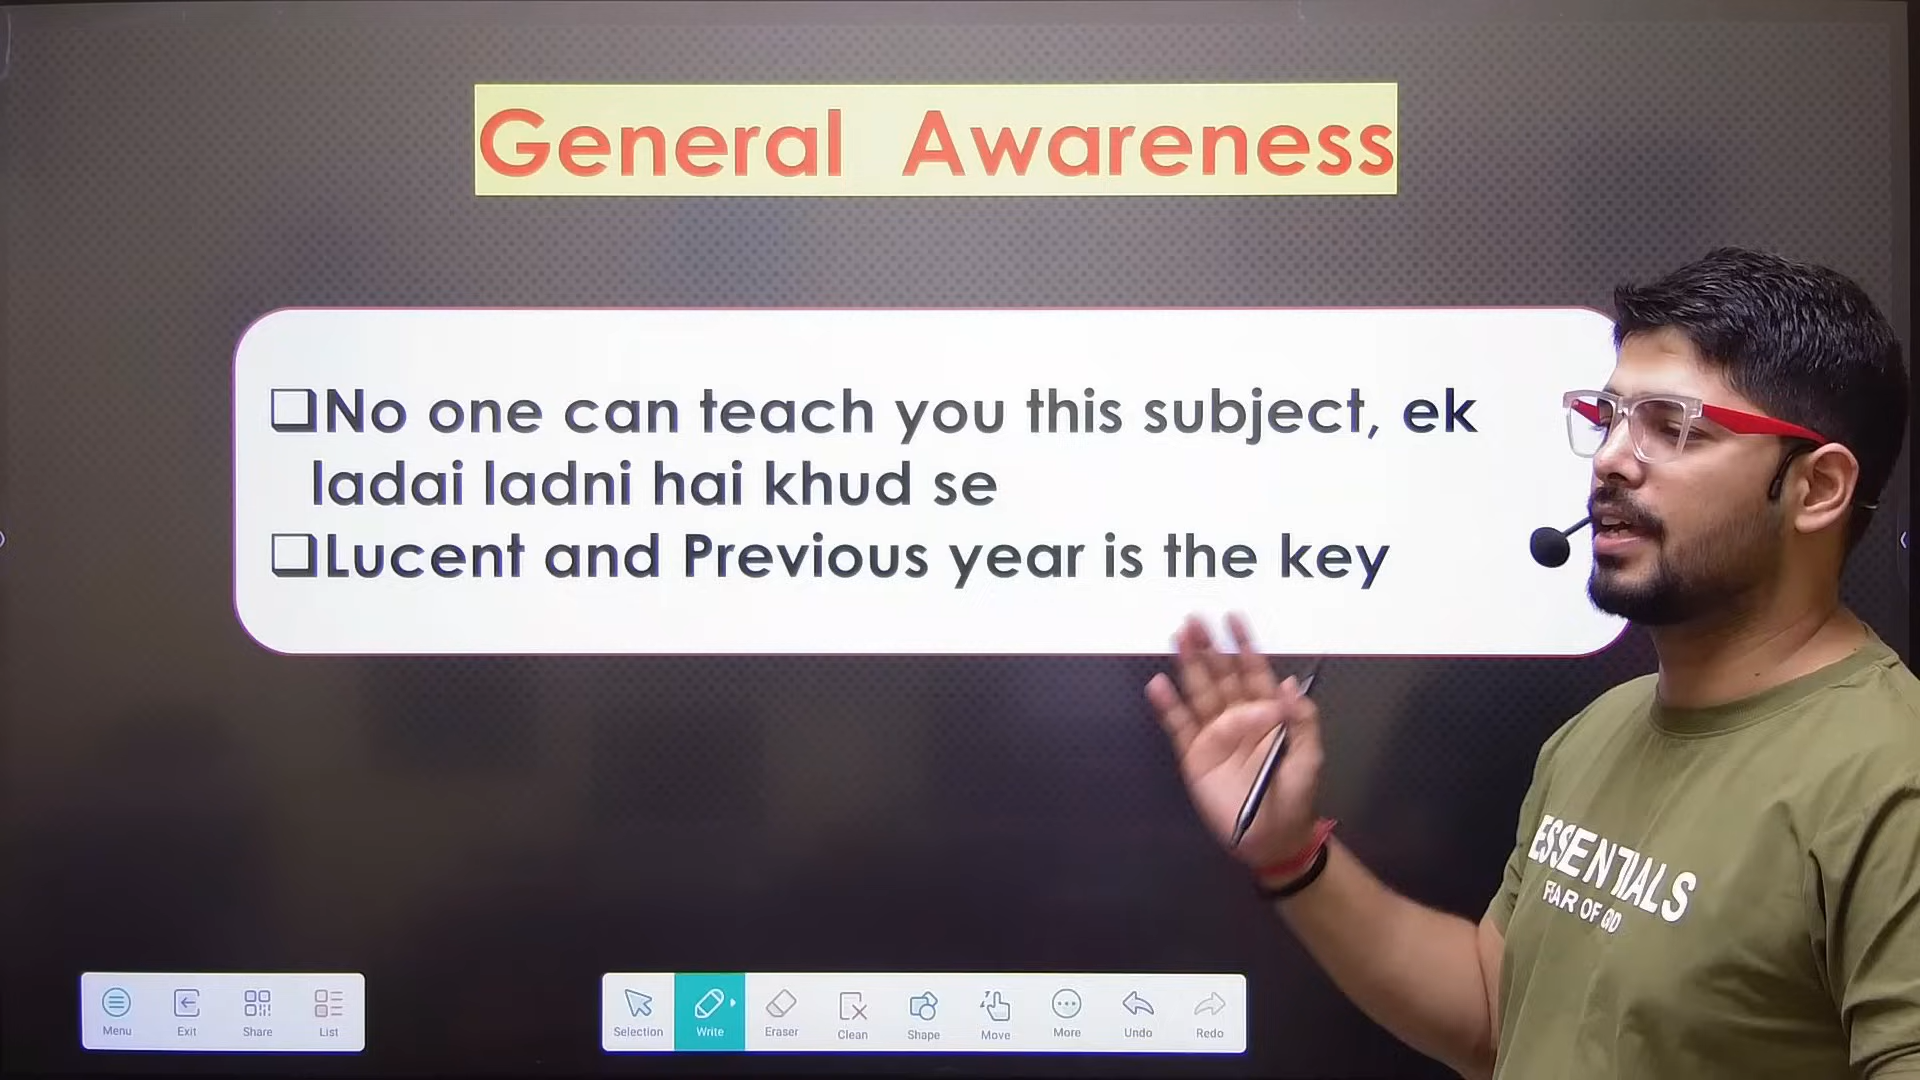 General Awareness
❑No one can teach you this subject, ek
ladai ladni hai khud se
❑Lucent and Previous year is the key
ESSENTIALS
FEAR OF GOD
Menu
Exit
Share
List
Selection
Write
Eraser
Clean
Shape
Move
More
Undo
Redo